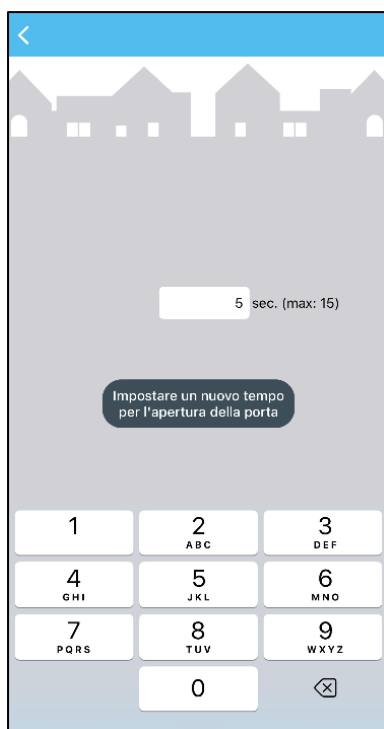 5 sec. (max: 15)
Impostare un nuovo tempo
per l'apertura della porta
1 2 3
ABC DEF
4 5 6
GHI JKL MNO
7 8 9
PQRS TUV WXYZ
0